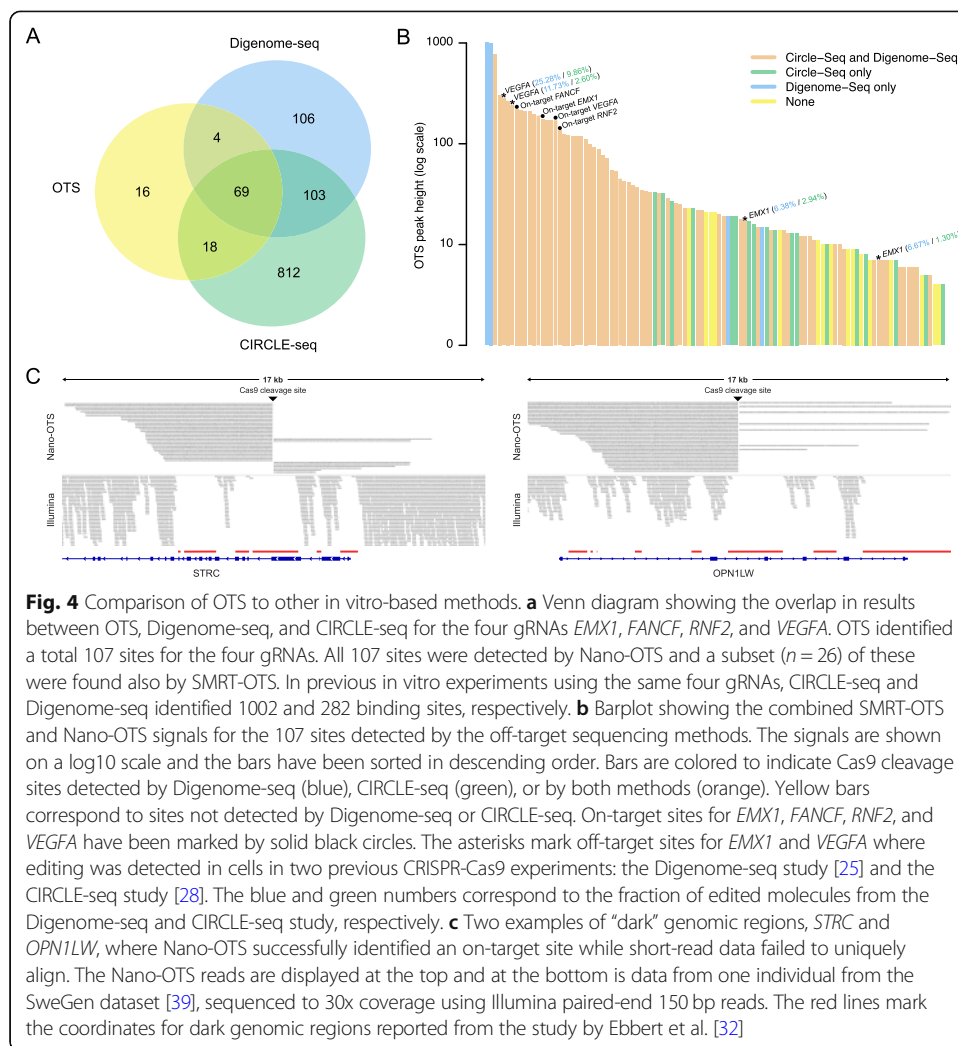 A
Digenome-seq
106
4
OTS
16
69
103
18
812
CIRCLE-seq
B
OTS peak height (log scale)
1000
100
10
0
Circle-Seq and Digenome-Seq
Circle-Seq only
Digenome-Seq only
None
VEGFA (25.28% / 9.86%)
VEGFA (11.73% / 2.60%)
On-target FANCF
On-target EMX1
On-target VEGFA
On-target RNF2
EMX1 (6.38% / 2.94%)
EMX1 (6.67% / 1.30%)
C
17 kb
Cas9 cleavage site
Nano-OTS
Illumina
STRC
17 kb
Cas9 cleavage site
Nano-OTS
Illumina
OPN1LW
Fig. 4 Comparison of OTS to other in vitro-based methods. a Venn diagram showing the overlap in results
between OTS, Digenome-seq, and CIRCLE-seq for the four gRNAs EMX1, FANCF, RNF2, and VEGFA. OTS identified
a total 107 sites for the four gRNAs. All 107 sites were detected by Nano-OTS and a subset (n = 26) of these
were found also by SMRT-OTS. In previous in vitro experiments using the same four gRNAs, CIRCLE-seq and
Digenome-seq identified 1002 and 282 binding sites, respectively. b Barplot showing the combined SMRT-OTS
and Nano-OTS signals for the 107 sites detected by the off-target sequencing methods. The signals are shown
on a log10 scale and the bars have been sorted in descending order. Bars are colored to indicate Cas9 cleavage
sites detected by Digenome-seq (blue), CIRCLE-seq (green), or by both methods (orange). Yellow bars
correspond to sites not detected by Digenome-seq or CIRCLE-seq. On-target sites for EMX1, FANCF, RNF2, and
VEGFA have been marked by solid black circles. The asterisks mark off-target sites for EMX1 and VEGFA where
editing was detected in cells in two previous CRISPR-Cas9 experiments: the Digenome-seq study [25] and the
CIRCLE-seq study [28]. The blue and green numbers correspond to the fraction of edited molecules from the
Digenome-seq and CIRCLE-seq study, respectively. c Two examples of “dark” genomic regions, STRC and
OPN1LW, where Nano-OTS successfully identified an on-target site while short-read data failed to uniquely
align. The Nano-OTS reads are displayed at the top and at the bottom is data from one individual from the
SweGen dataset [39], sequenced to 30x coverage using Illumina paired-end 150 bp reads. The red lines mark
the coordinates for dark genomic regions reported from the study by Ebbert et al. [32]